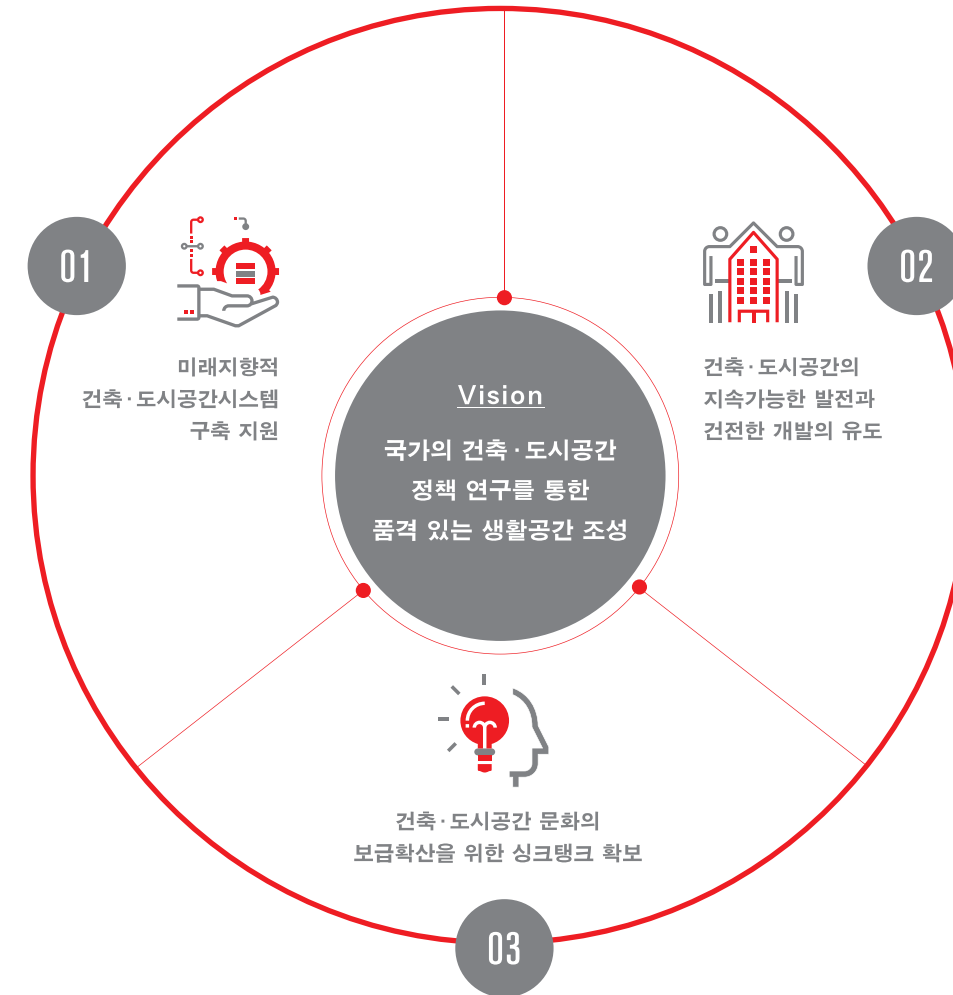 01
미래지향적
건축·도시공간시스템
구축 지원
02
건축·도시공간의
지속가능한 발전과
건전한 개발의 유도
Vision
국가의 건축·도시공간
정책 연구를 통한
품격 있는 생활공간 조성
건축·도시공간 문화의
보급확산을 위한 싱크탱크 확보
03